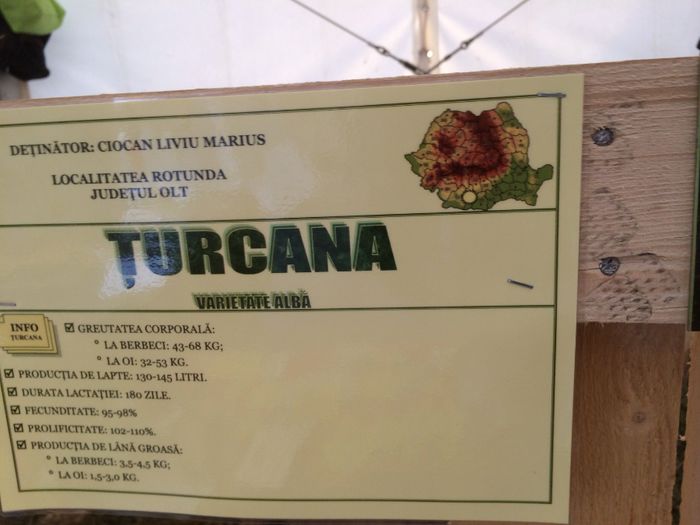 DEȚINĂTOR: CIOCAN LIVIU MARIUS
LOCALITATEA ROTUNDA
JUDEȚUL OLT
ȚURCANA
VARIETATE ALBĂ
INFO
ȚURCANA
GREUTATEA CORPORALĂ:
LA BERBECI: 43-68 KG;
LA OI: 32-53 KG.
PRODUCȚIA DE LAPTE: 130-145 LITRI.
DURATA LACTAȚIEI: 180 ZILE.
FECUNDITATE: 95-98%
PROLIFICITATE: 102-110%.
PRODUCȚIA DE LÂNĂ GROASĂ:
LA BERBECI: 3,5-4,5 KG;
LA OI: 1,5-3,0 KG.